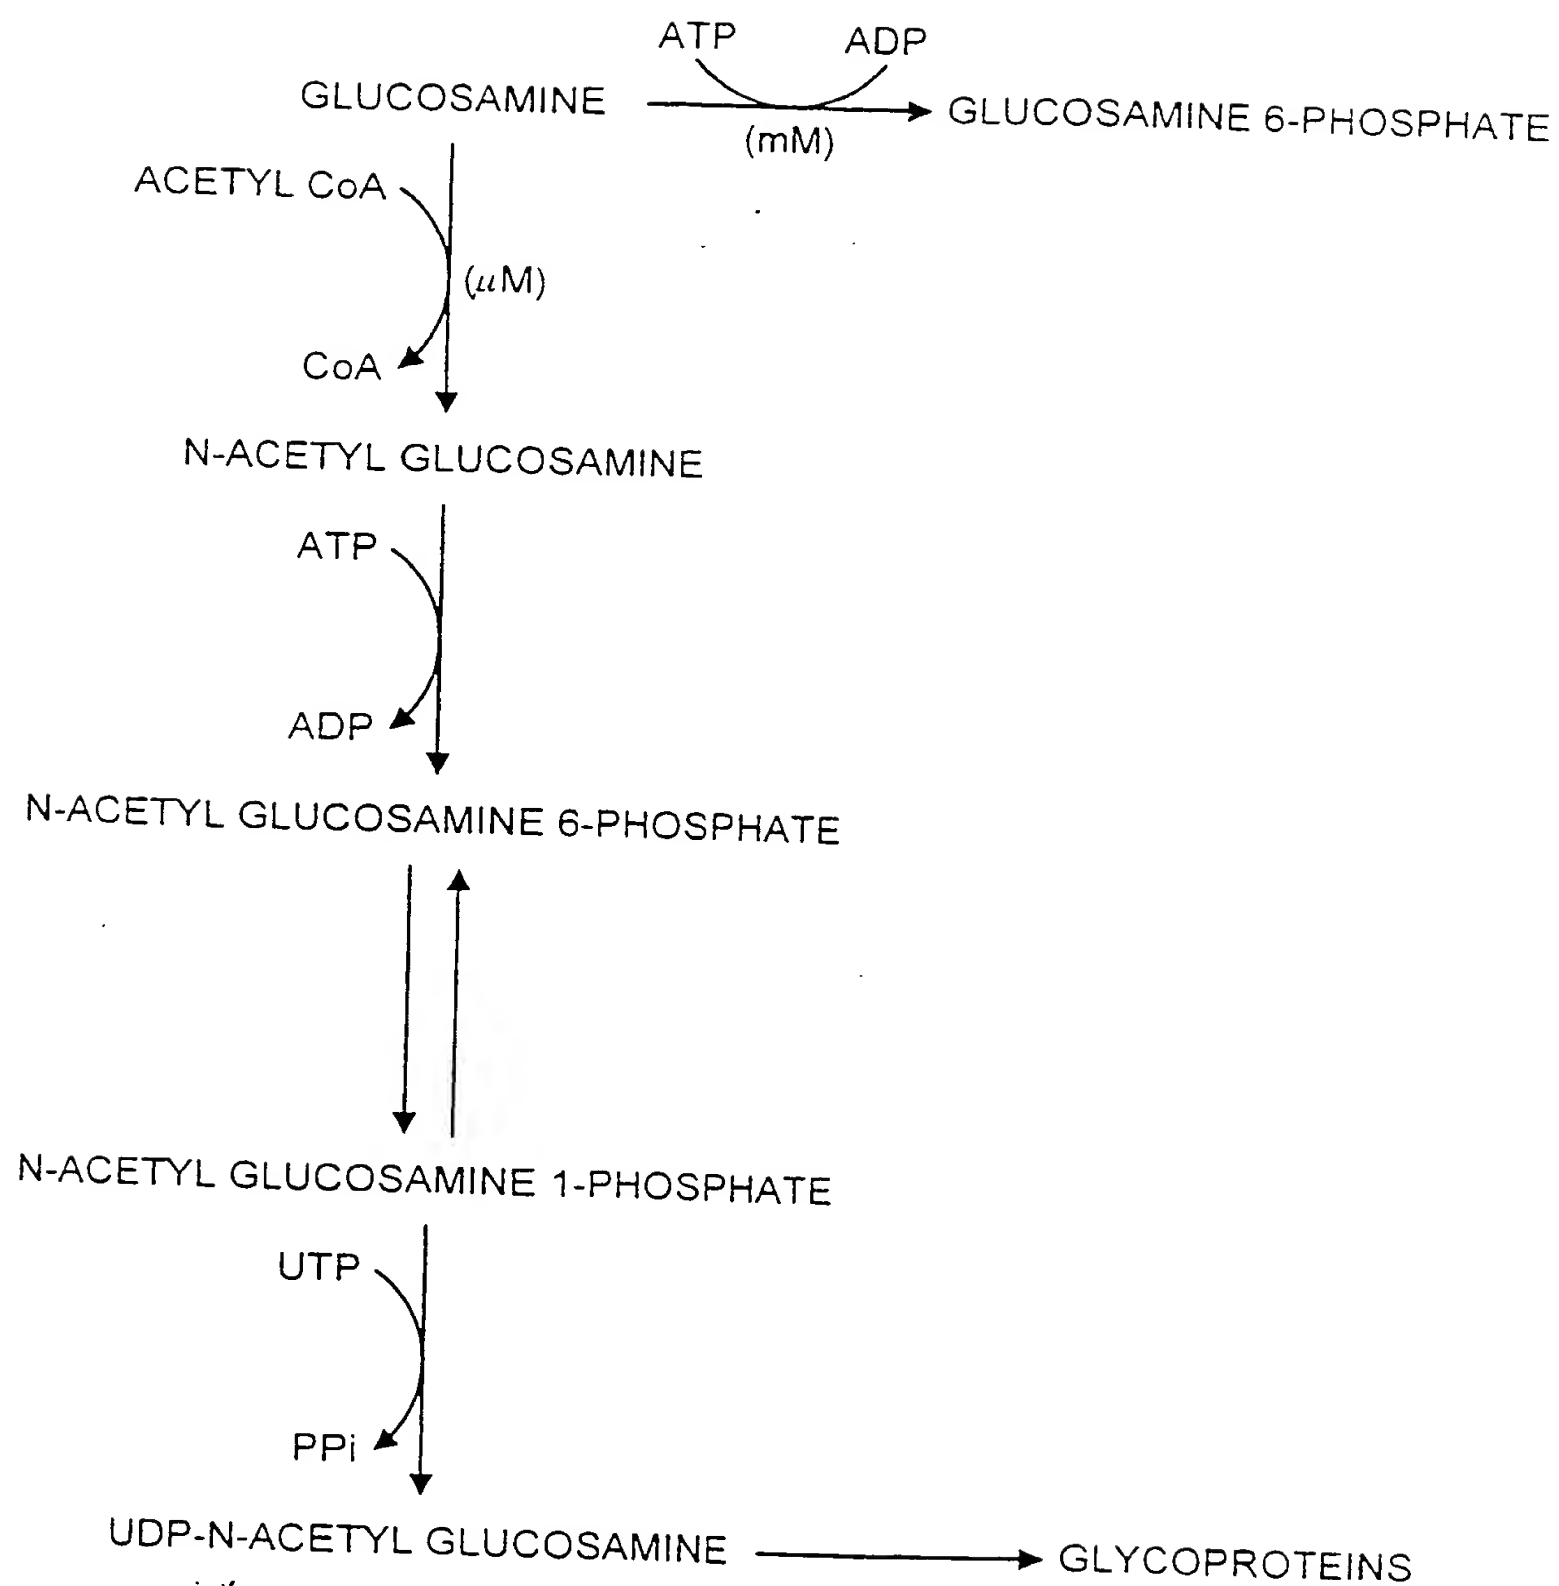 ATP ADP
GLUCOSAMINE GLUCOSAMINE 6-PHOSPHATE
(mM)
ACETYL CoA
(μM)
CoA
N-ACETYL GLUCOSAMINE
ATP
ADP
N-ACETYL GLUCOSAMINE 6-PHOSPHATE
N-ACETYL GLUCOSAMINE 1-PHOSPHATE
UTP
PPi
UDP-N-ACETYL GLUCOSAMINE GLYCOPROTEINS